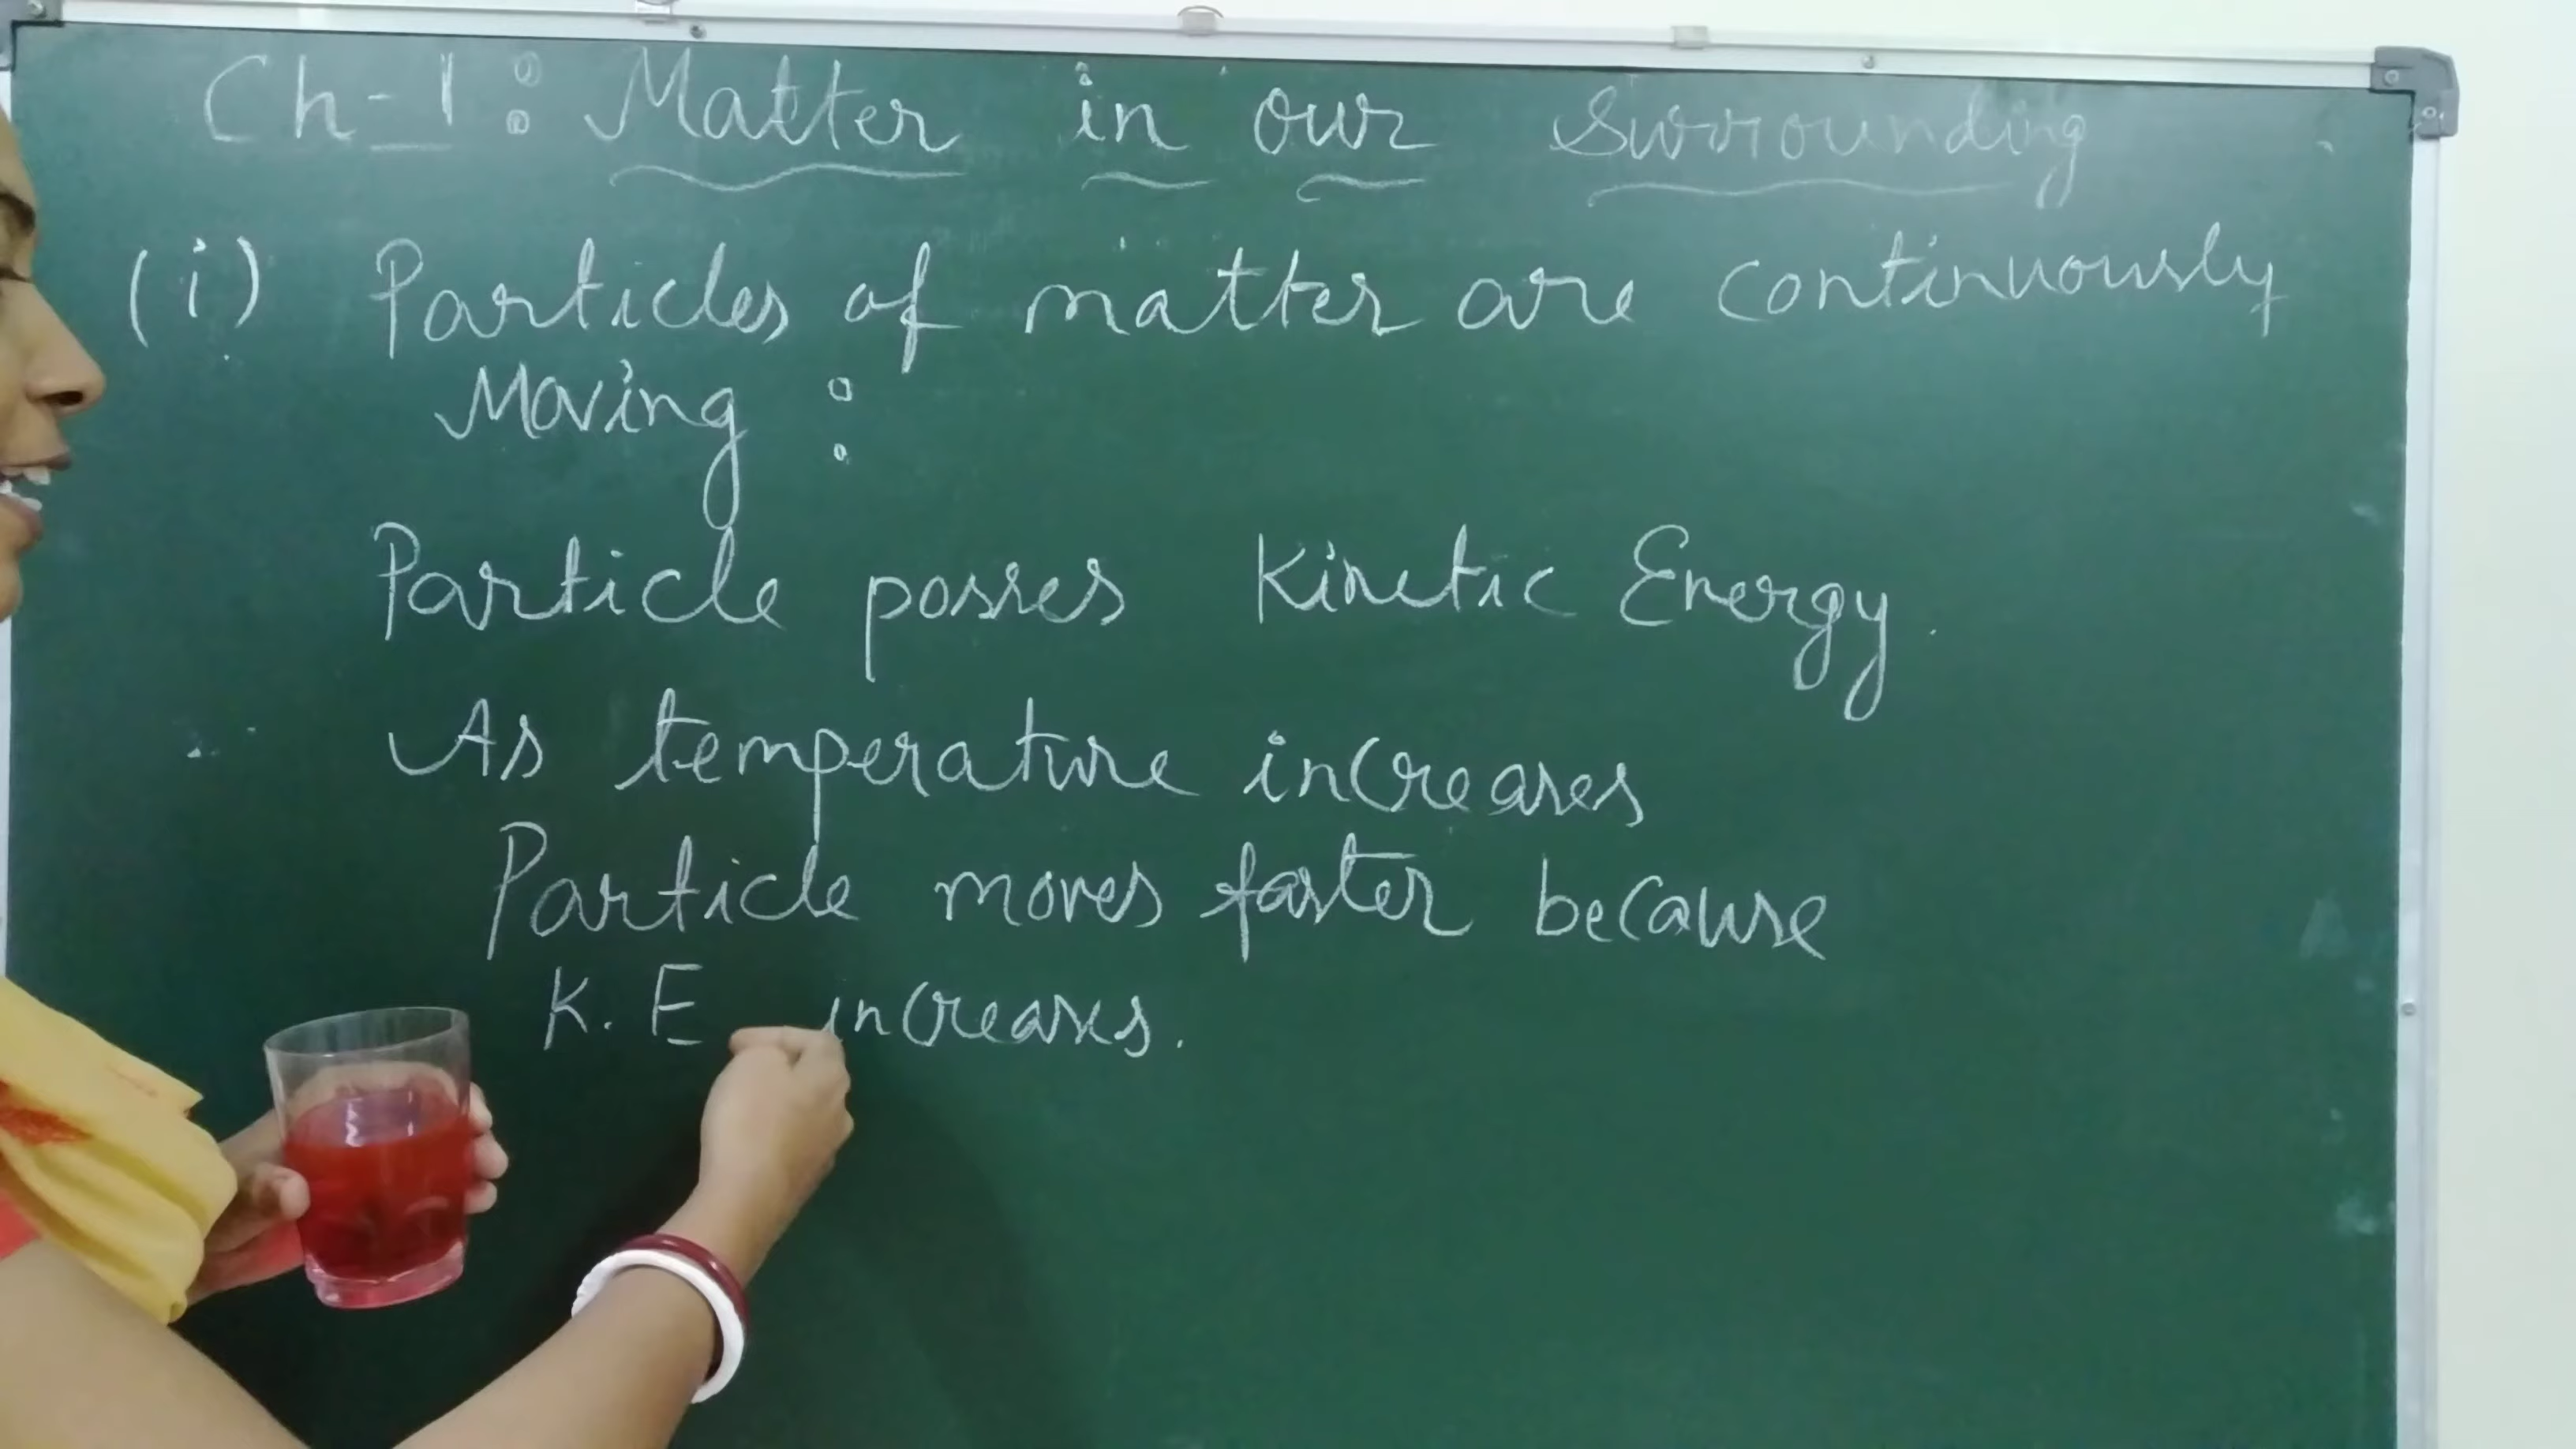 Ch-1: Matter in our Surrounding
(i) Particles of matter are continuously
Moving :
Particle posses Kinetic Energy.
As temperature increases
Particle moves faster because
K.E increases.